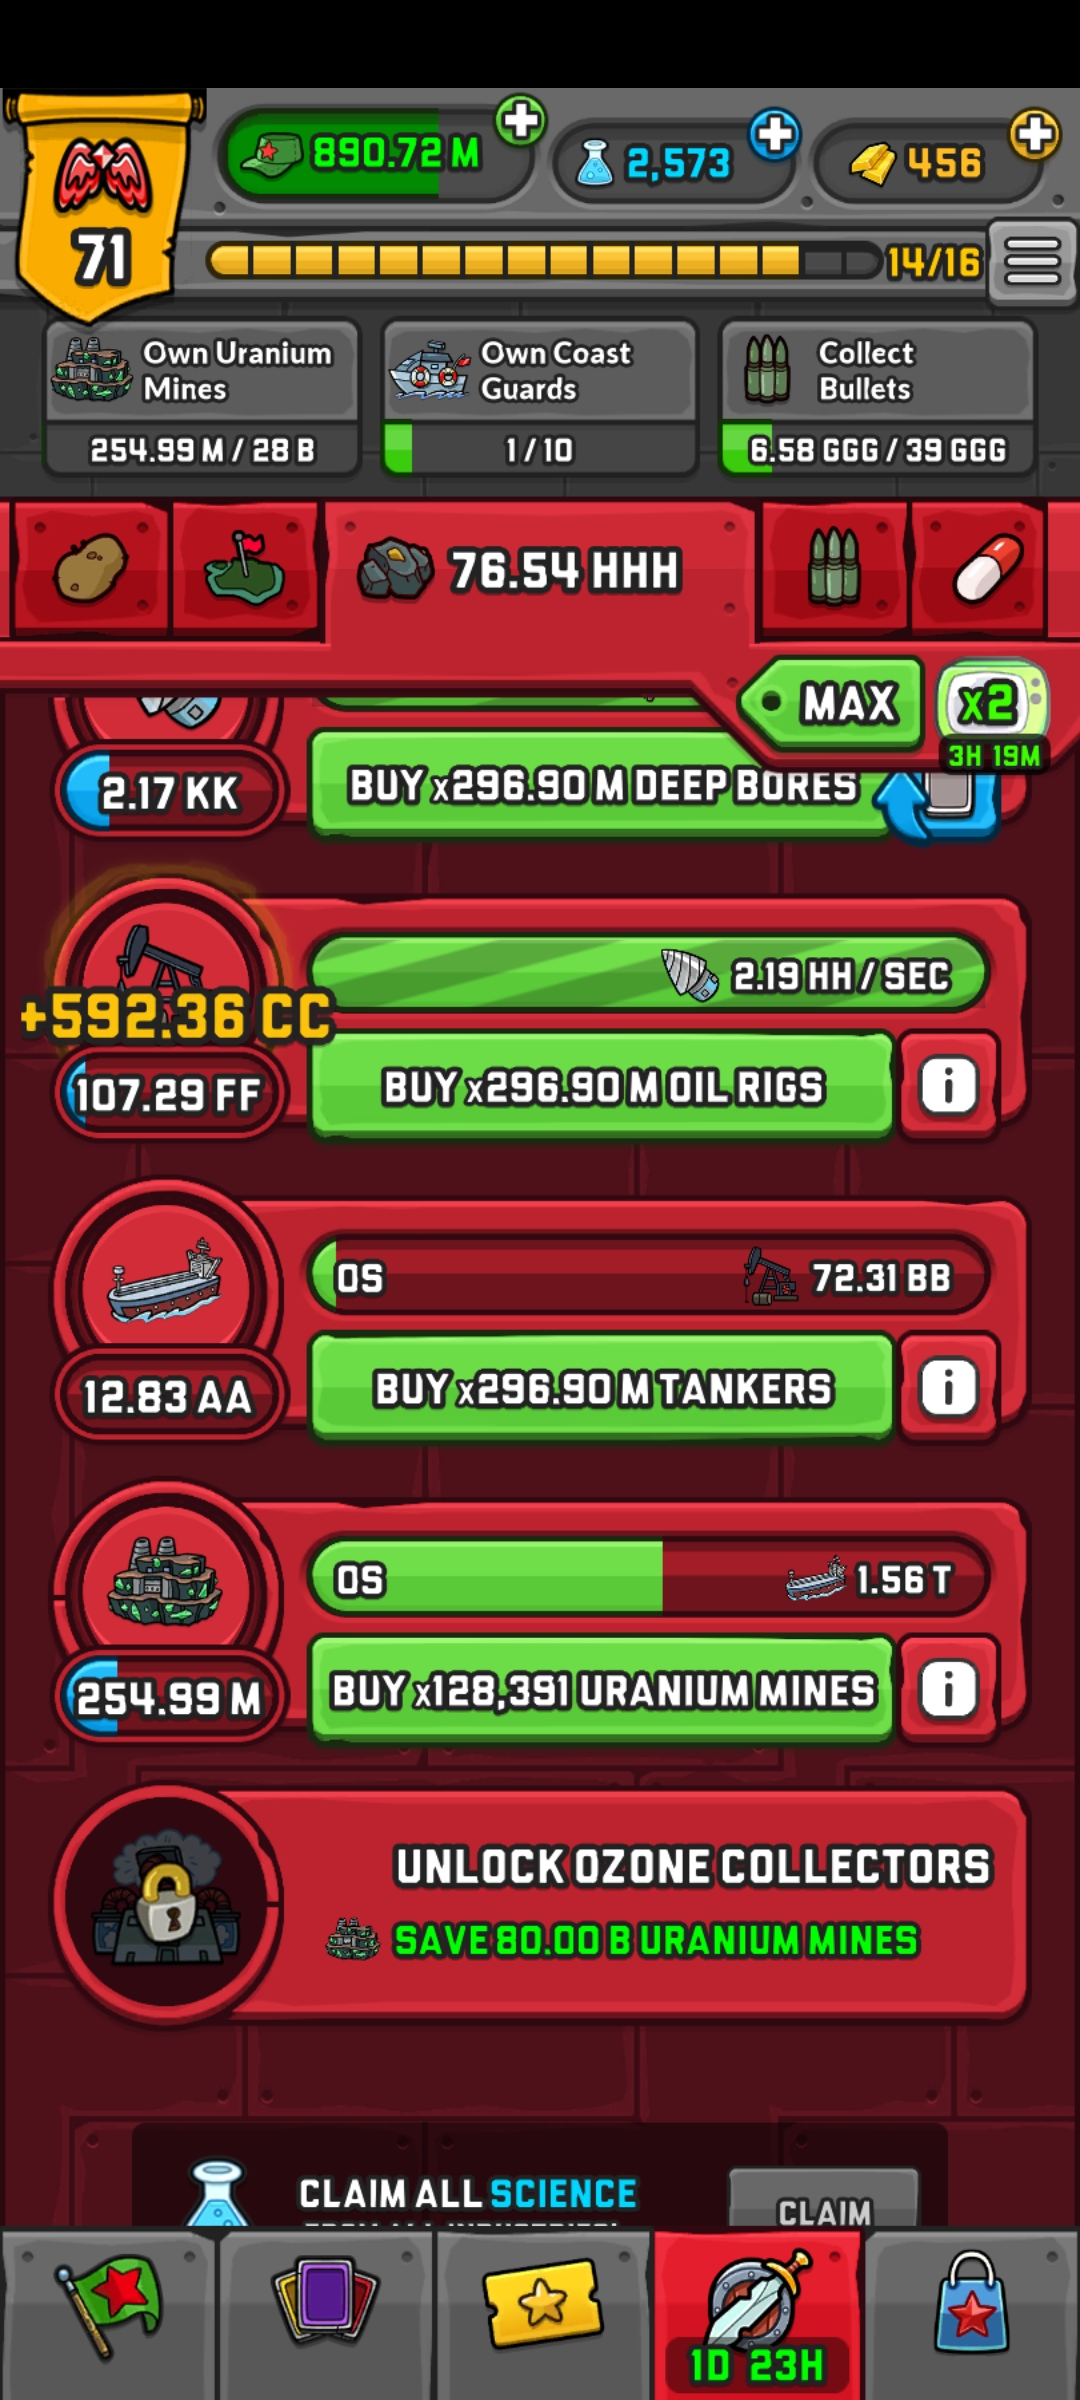 71
890.72 M
2,573
456
14/16
Own Uranium
Mines
254.99 M / 28 B
Own Coast
Guards
1 / 10
Collect
Bullets
6.58 GGG / 39 GGG
76.54 HHH
MAX
x2
3H 19M
2.17 KK
BUY x296.90 M DEEP BORES
2.19 HH / SEC
+592.36 CC
107.29 FF
BUY x296.90 M OIL RIGS
i
0S
72.31 BB
12.83 AA
BUY x296.90 M TANKERS
i
0S
1.56 T
254.99 M
BUY x128,391 URANIUM MINES
i
UNLOCK OZONE COLLECTORS
SAVE 80.00 B URANIUM MINES
CLAIM ALL SCIENCE
CLAIM
1D 23H